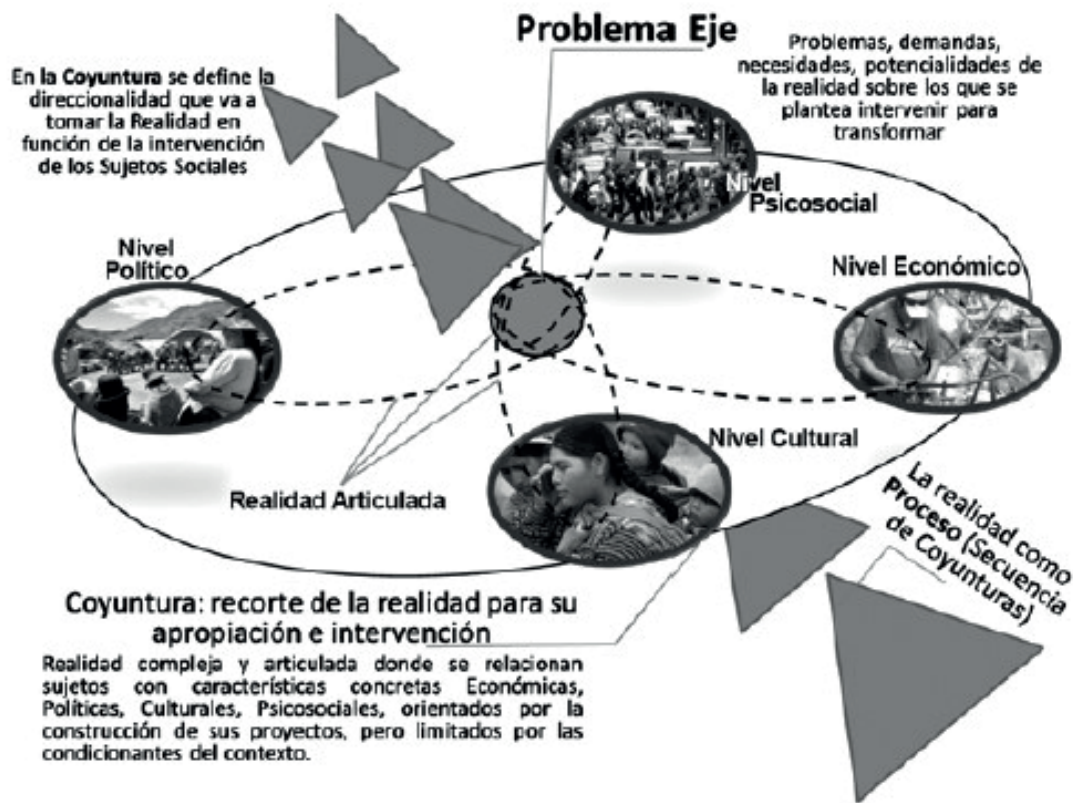 Problema Eje
En la Coyuntura se define la
direccionalidad que va a
tomar la Realidad en
función de la intervención
de los Sujetos Sociales
Problemas, demandas,
necesidades, potencialidades de
la realidad sobre los que se
plantea intervenir para
transformar
Nivel
Psicosocial
Nivel
Político
Nivel Económico
Nivel Cultural
Realidad Articulada
La realidad como
Proceso (Secuencia
de Coyunturas)
Coyuntura: recorte de la realidad para su
apropiación e intervención
Realidad compleja y articulada donde se relacionan
sujetos con características concretas Económicas,
Políticas, Culturales, Psicosociales, orientados por la
construcción de sus proyectos, pero limitados por las
condicionantes del contexto.